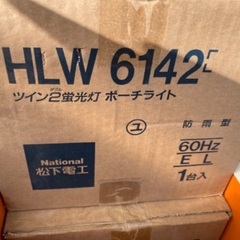 HLW 6142
ツイン2蛍光灯 ポーチライト
ユ 防雨型
National
松下電工
60Hz
E L
1台入